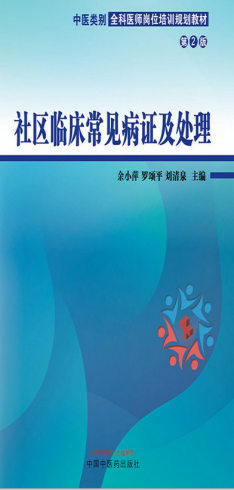 中医类别 全科医师岗位培训规划教材
第2版
社区临床常见病证及处理
余小萍 罗颂平 刘清泉 主编
中国中医药出版社